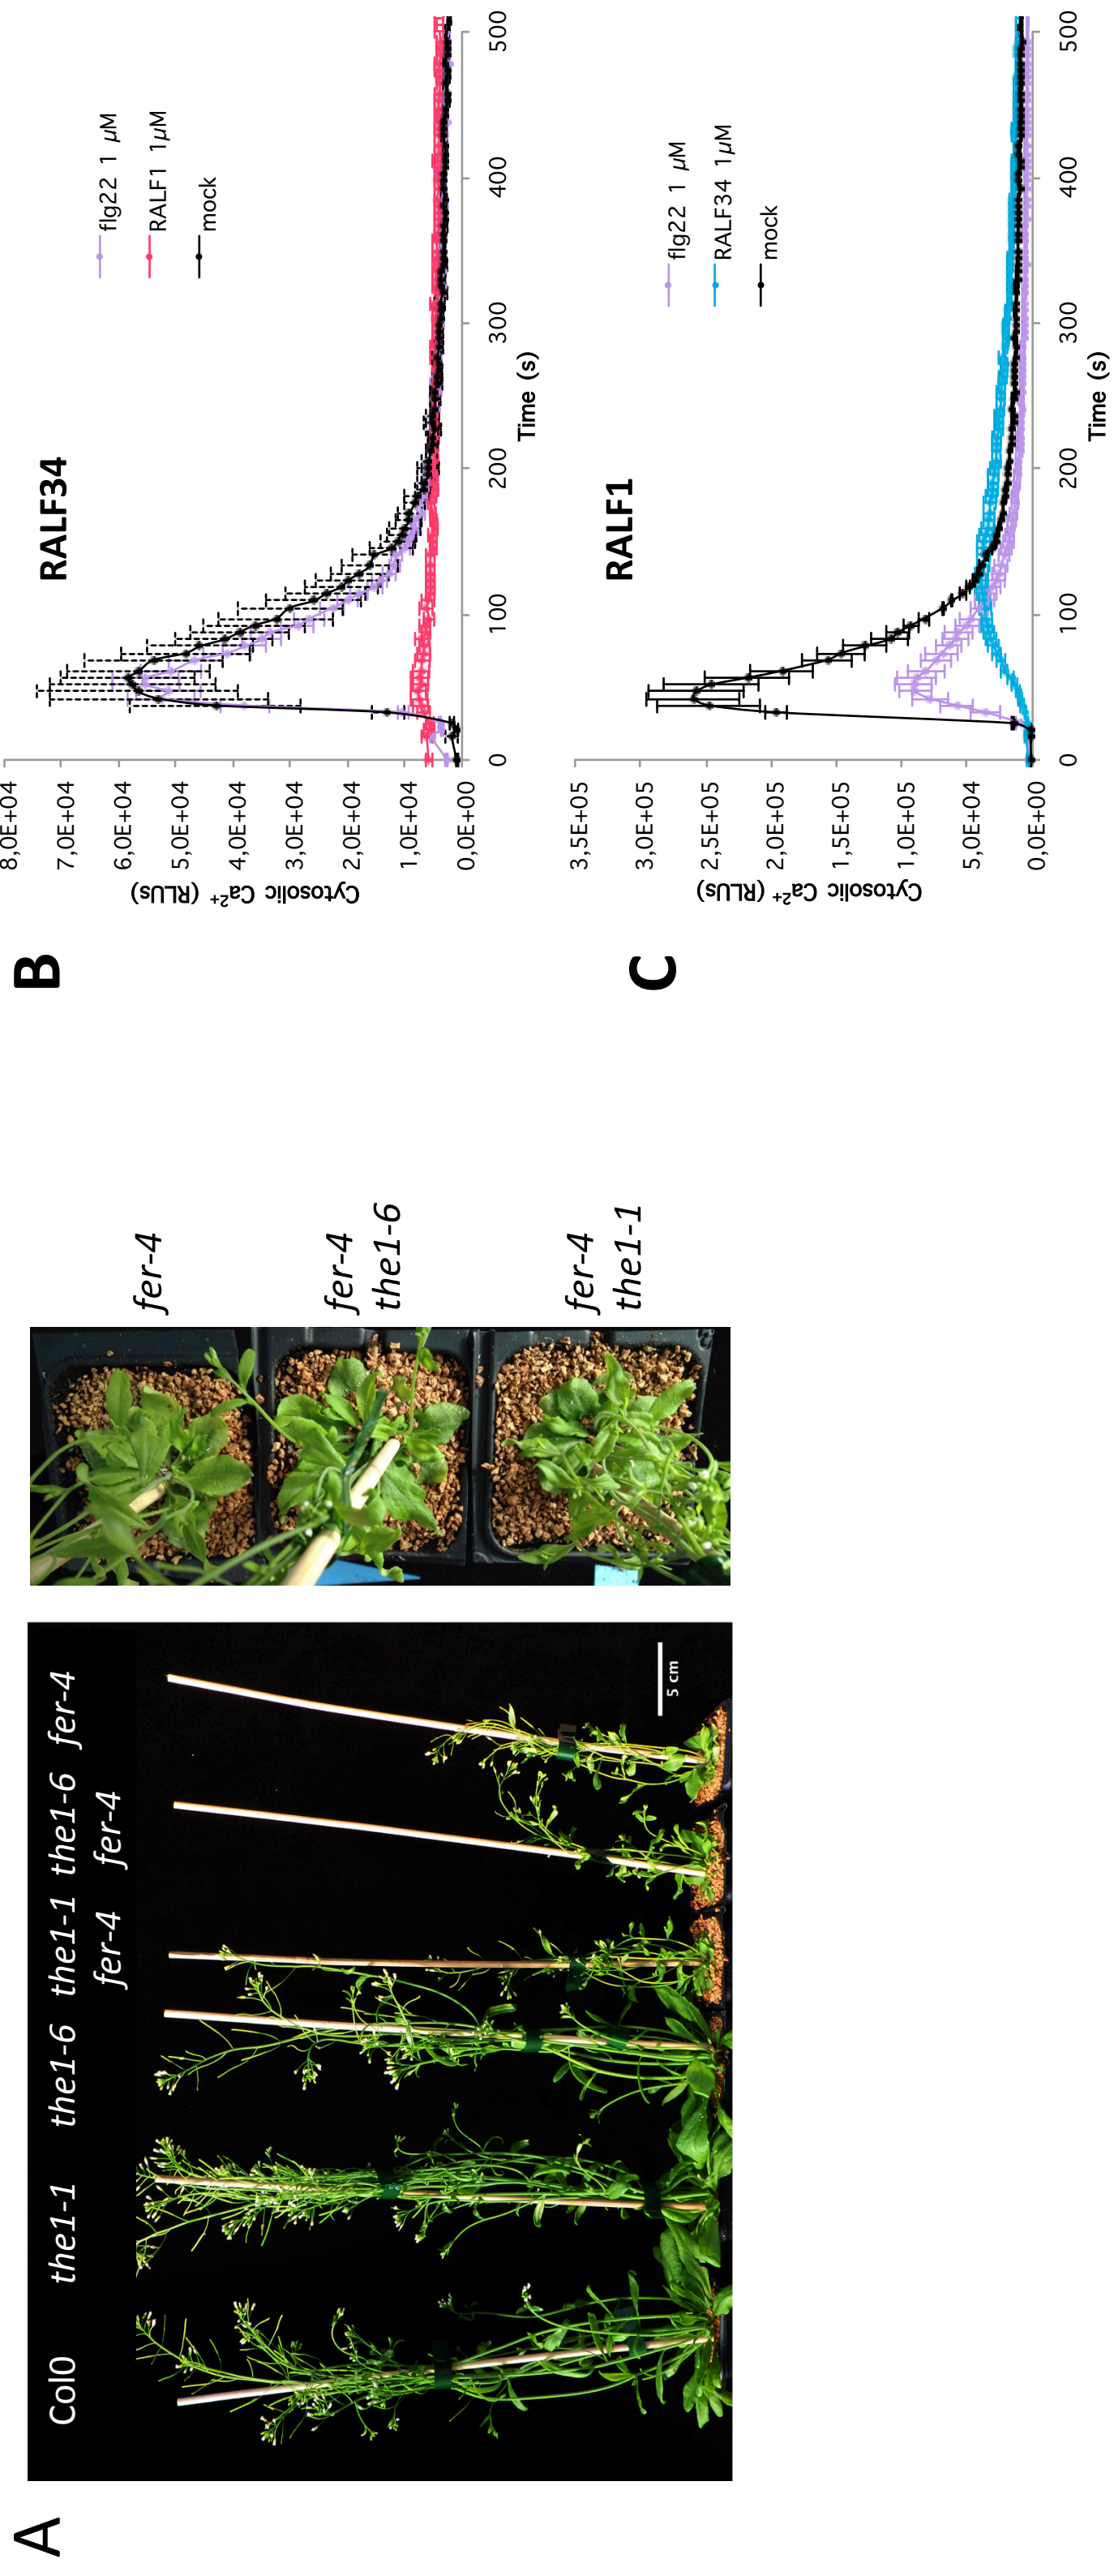 A
Col0
the1-1
the1-6
the1-1
fer-4
the1-6
fer-4
fer-4
5 cm
fer-4
fer-4
the1-6
fer-4
the1-1
B
RALF34
Cytosolic Ca²⁺ (RLUs)
8,0E+04
7,0E+04
6,0E+04
5,0E+04
4,0E+04
3,0E+04
2,0E+04
1,0E+04
0,0E+00
0 100 200 300 400 500
Time (s)
flg22 1 µM
RALF1 1µM
mock
C
RALF1
Cytosolic Ca²⁺ (RLUs)
3,5E+05
3,0E+05
2,5E+05
2,0E+05
1,5E+05
1,0E+05
5,0E+04
0,0E+00
0 100 200 300 400 500
Time (s)
flg22 1 µM
RALF34 1µM
mock